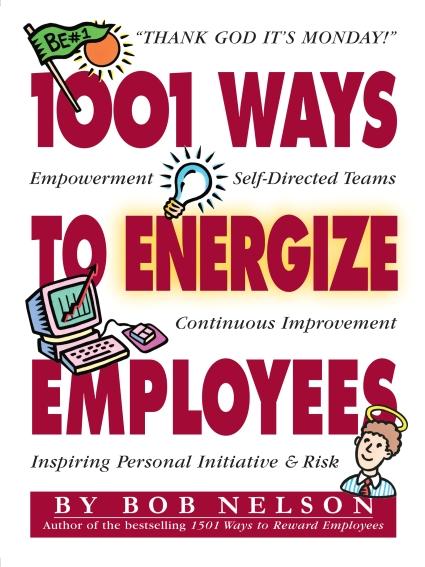 BE#1
"THANK GOD IT'S MONDAY!"
1001 WAYS
Empowerment Self-Directed Teams
TO ENERGIZE
Continuous Improvement
EMPLOYEES
Inspiring Personal Initiative & Risk
BY BOB NELSON
Author of the bestselling 1501 Ways to Reward Employees